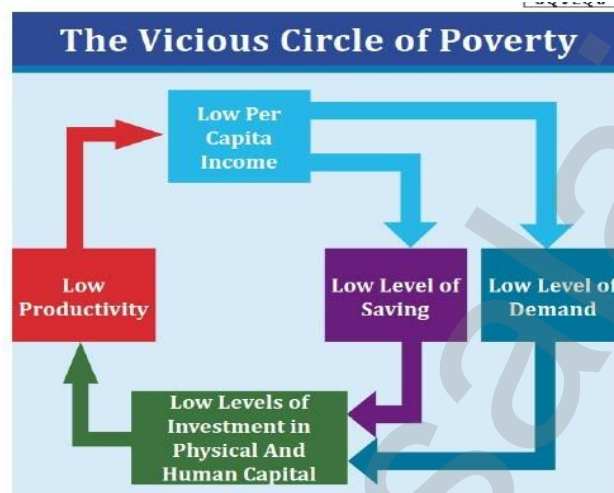 The Vicious Circle of Poverty
Low Per
Capita
Income
Low
Productivity
Low Level of
Saving
Low Level of
Demand
Low Levels of
Investment in
Physical And
Human Capital